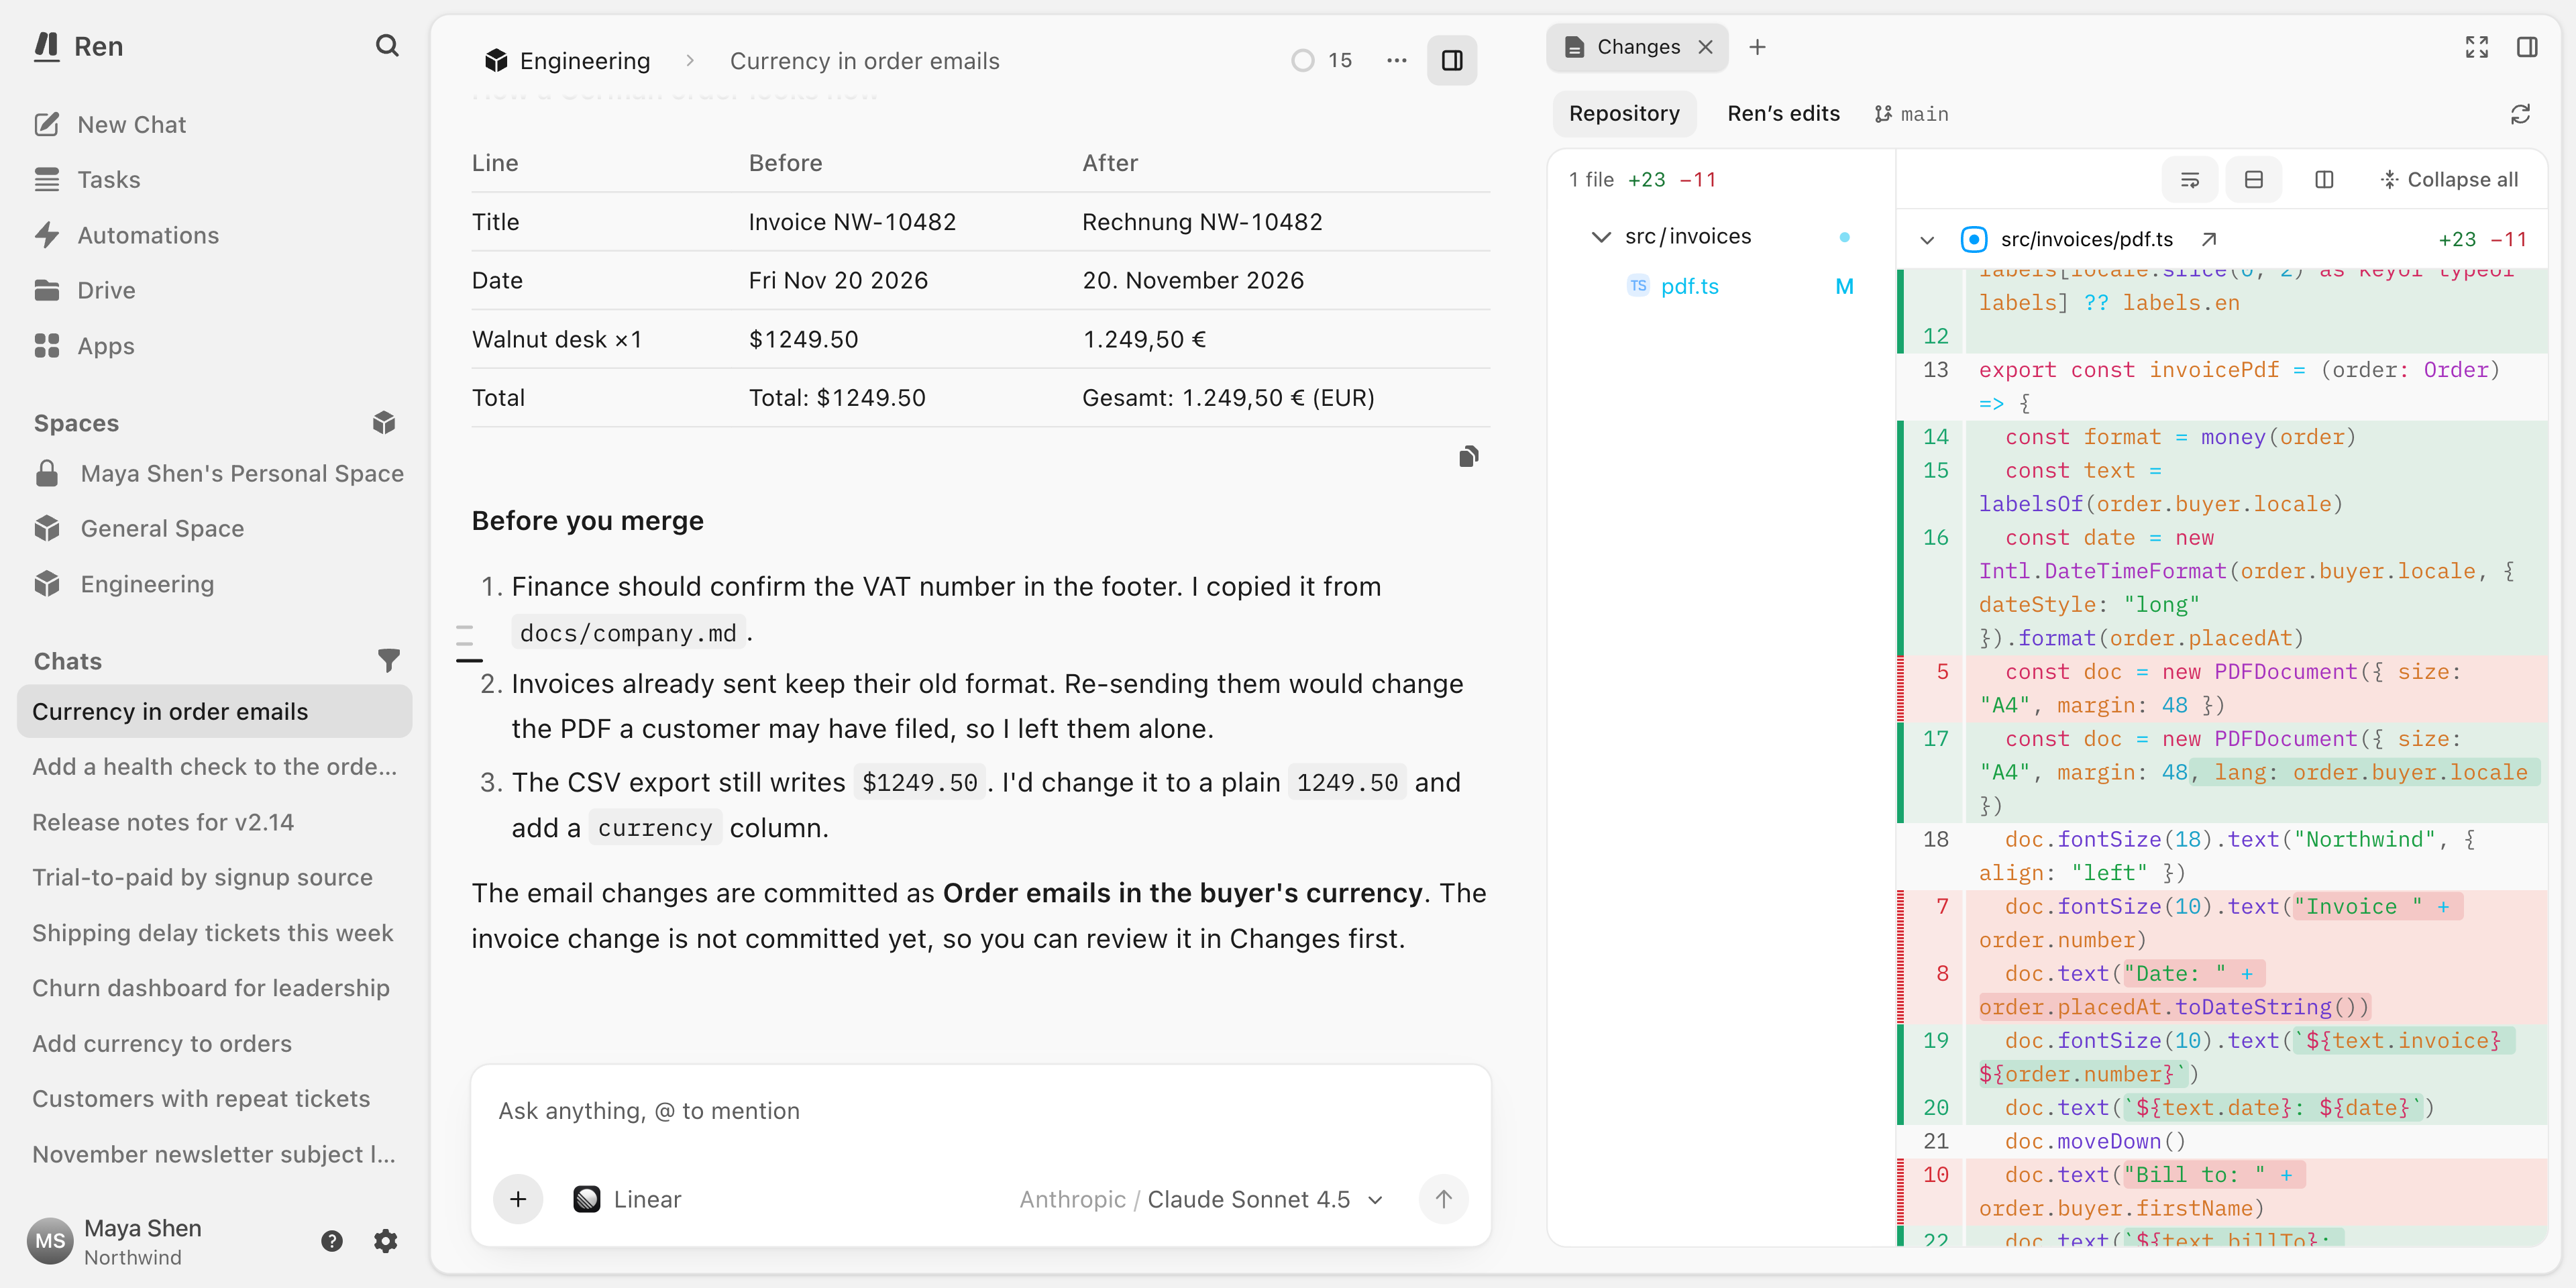 Ren
New Chat
Tasks
Automations
Drive
Apps
Spaces
Maya Shen's Personal Space
General Space
Engineering
Chats
Currency in order emails
Add a health check to the orde...
Release notes for v2.14
Trial-to-paid by signup source
Shipping delay tickets this week
Churn dashboard for leadership
Add currency to orders
Customers with repeat tickets
November newsletter subject l...
MS
Maya Shen
Northwind
Engineering
Currency in order emails
15
Line Before After
Title Invoice NW-10482 Rechnung NW-10482
Date Fri Nov 20 2026 20. November 2026
Walnut desk ×1 $1249.50 1.249,50 €
Total Total: $1249.50 Gesamt: 1.249,50 € (EUR)
Before you merge
1. Finance should confirm the VAT number in the footer. I copied it from
docs/company.md .
2. Invoices already sent keep their old format. Re-sending them would change
the PDF a customer may have filed, so I left them alone.
3. The CSV export still writes $1249.50 . I'd change it to a plain 1249.50 and
add a currency column.
The email changes are committed as Order emails in the buyer's currency. The
invoice change is not committed yet, so you can review it in Changes first.
Ask anything, @ to mention
Linear
Anthropic / Claude Sonnet 4.5
Changes
Repository
Ren's edits
main
1 file +23 −11
src/invoices
TS pdf.ts M
Collapse all
src/invoices/pdf.ts +23 −11
labels[locale.slice(0, 2) as keyof typeof
labels] ?? labels.en
12
13 export const invoicePdf = (order: Order)
=> {
14 const format = money(order)
15 const text =
labelsOf(order.buyer.locale)
16 const date = new
Intl.DateTimeFormat(order.buyer.locale, {
dateStyle: "long"
}).format(order.placedAt)
5 const doc = new PDFDocument({ size:
"A4", margin: 48 })
17 const doc = new PDFDocument({ size:
"A4", margin: 48, lang: order.buyer.locale
})
18 doc.fontSize(18).text("Northwind", {
align: "left" })
7 doc.fontSize(10).text("Invoice " +
order.number)
8 doc.text("Date: " +
order.placedAt.toDateString())
19 doc.fontSize(10).text(`${text.invoice}
${order.number}`)
20 doc.text(`${text.date}: ${date}`)
21 doc.moveDown()
10 doc.text("Bill to: " +
order.buyer.firstName)
22 doc.text(`${text.billTo}: